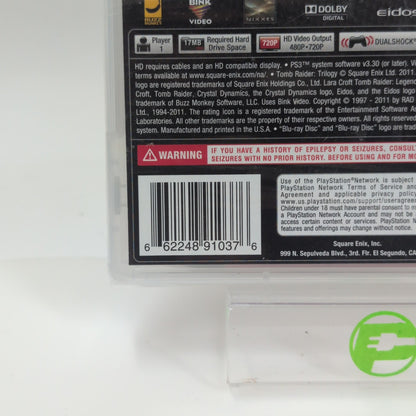 BUZZ
BINK
VIDEO
NIXXES
DOLBY
DIGITAL
eidos
Player
1
17MB
Required Hard
Drive Space
720P
HD Video Output
480P•720P
DUALSHOCK
HD requires cables and an HD compatible display. • PS3™ system software v3.30 (or
terms available at www.square-enix.com/na/. • Tomb Raider: Trilogy © Square Enix Ltd. 2011.
logo are registered trademarks of Square Enix Holdings Co., Ltd. Lara Croft Tomb Raider: Legend
Croft, Tomb Raider, Crystal Dynamics, the Crystal Dynamics logo, Eidos, and the Eidos logo
trademark of Buzz Monkey Software, LLC. Uses Bink Video. Copyright © 1997 - 2011 by RAD
Ltd., 1994-2011. The rating icon is a registered trademark of the Entertainment Software
Laboratories. All other trademarks are the property of their respective owners. All rights
system. Manufactured and printed in the U.S.A. • "Blu-ray Disc" and "Blu-ray Disc" logo are
WARNING
IF YOU HAVE A HISTORY OF EPILEPSY OR SEIZURES, CONSULT
SEIZURES WITH NO PRIOR HISTORY. BEFORE USING AND FOR
Use of the PlayStation®Network is subject
PlayStation Network Terms of Service
Agreement and applicable privacy policy
www.us.playstation.com/support/useragree
Children under 18 must have parental consent to
a PlayStation Network Account and may not be
access certain content or services. PlayStation
features and offerings may change without notice.
6 62248 91037 6
Square Enix, Inc.
999 N. Sepulveda Blvd., 3rd. Flr. El Segundo, CA